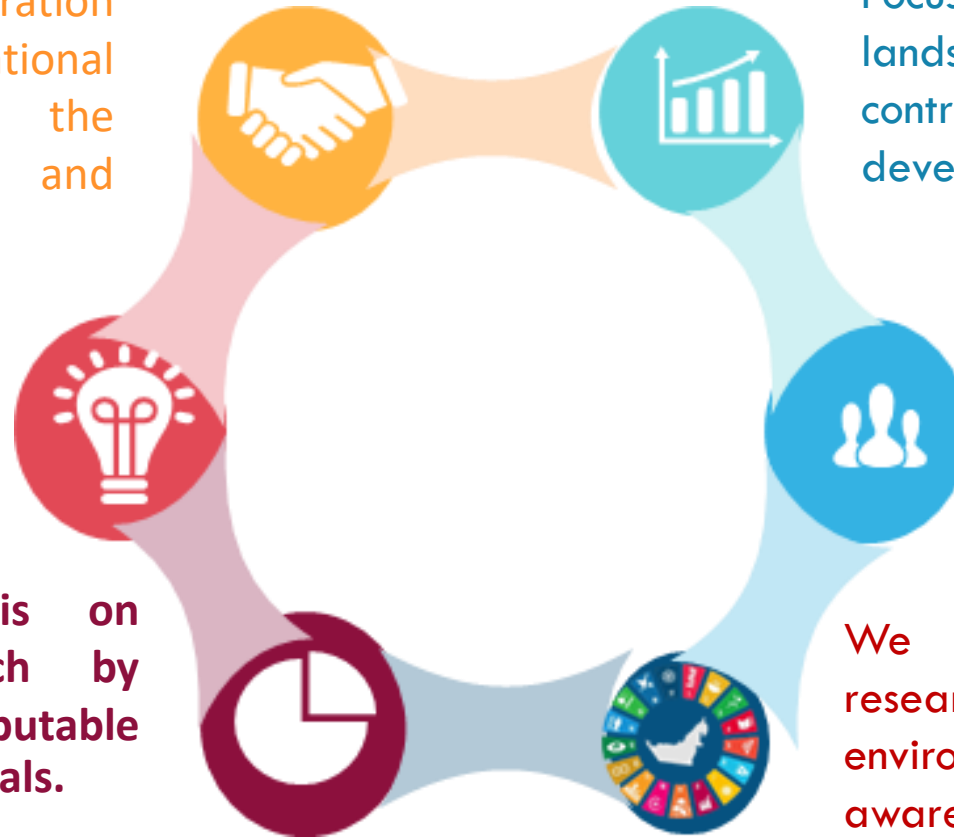 ration
tional
the
and
Focus
lands
contr
deve
is on
ch by
putable
als.
We
resear
enviro
aware